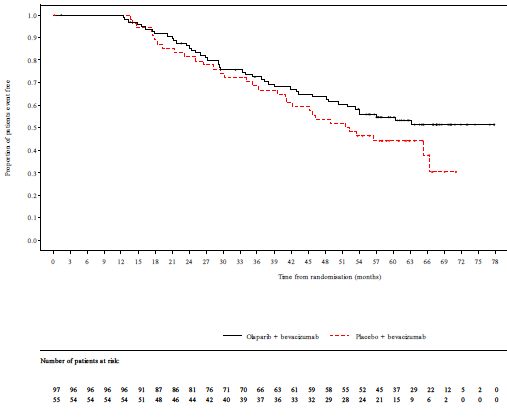 Proportion of patients event free
1.0
0.9
0.8
0.7
0.6
0.5
0.4
0.3
0.2
0.1
0.0
0 3 6 9 12 15 18 21 24 27 30 33 36 39 42 45 48 51 54 57 60 63 66 69 72 75 78
Time from randomisation (months)
Olaparib + bevacizumab Placebo + bevacizumab
Number of patients at risk:
97 96 96 96 96 91 87 86 81 76 71 70 66 63 61 59 58 55 52 45 37 29 22 12 5 2 0
55 54 54 54 54 51 48 46 44 42 40 39 37 36 33 32 29 28 24 21 15 9 6 2 0 0 0